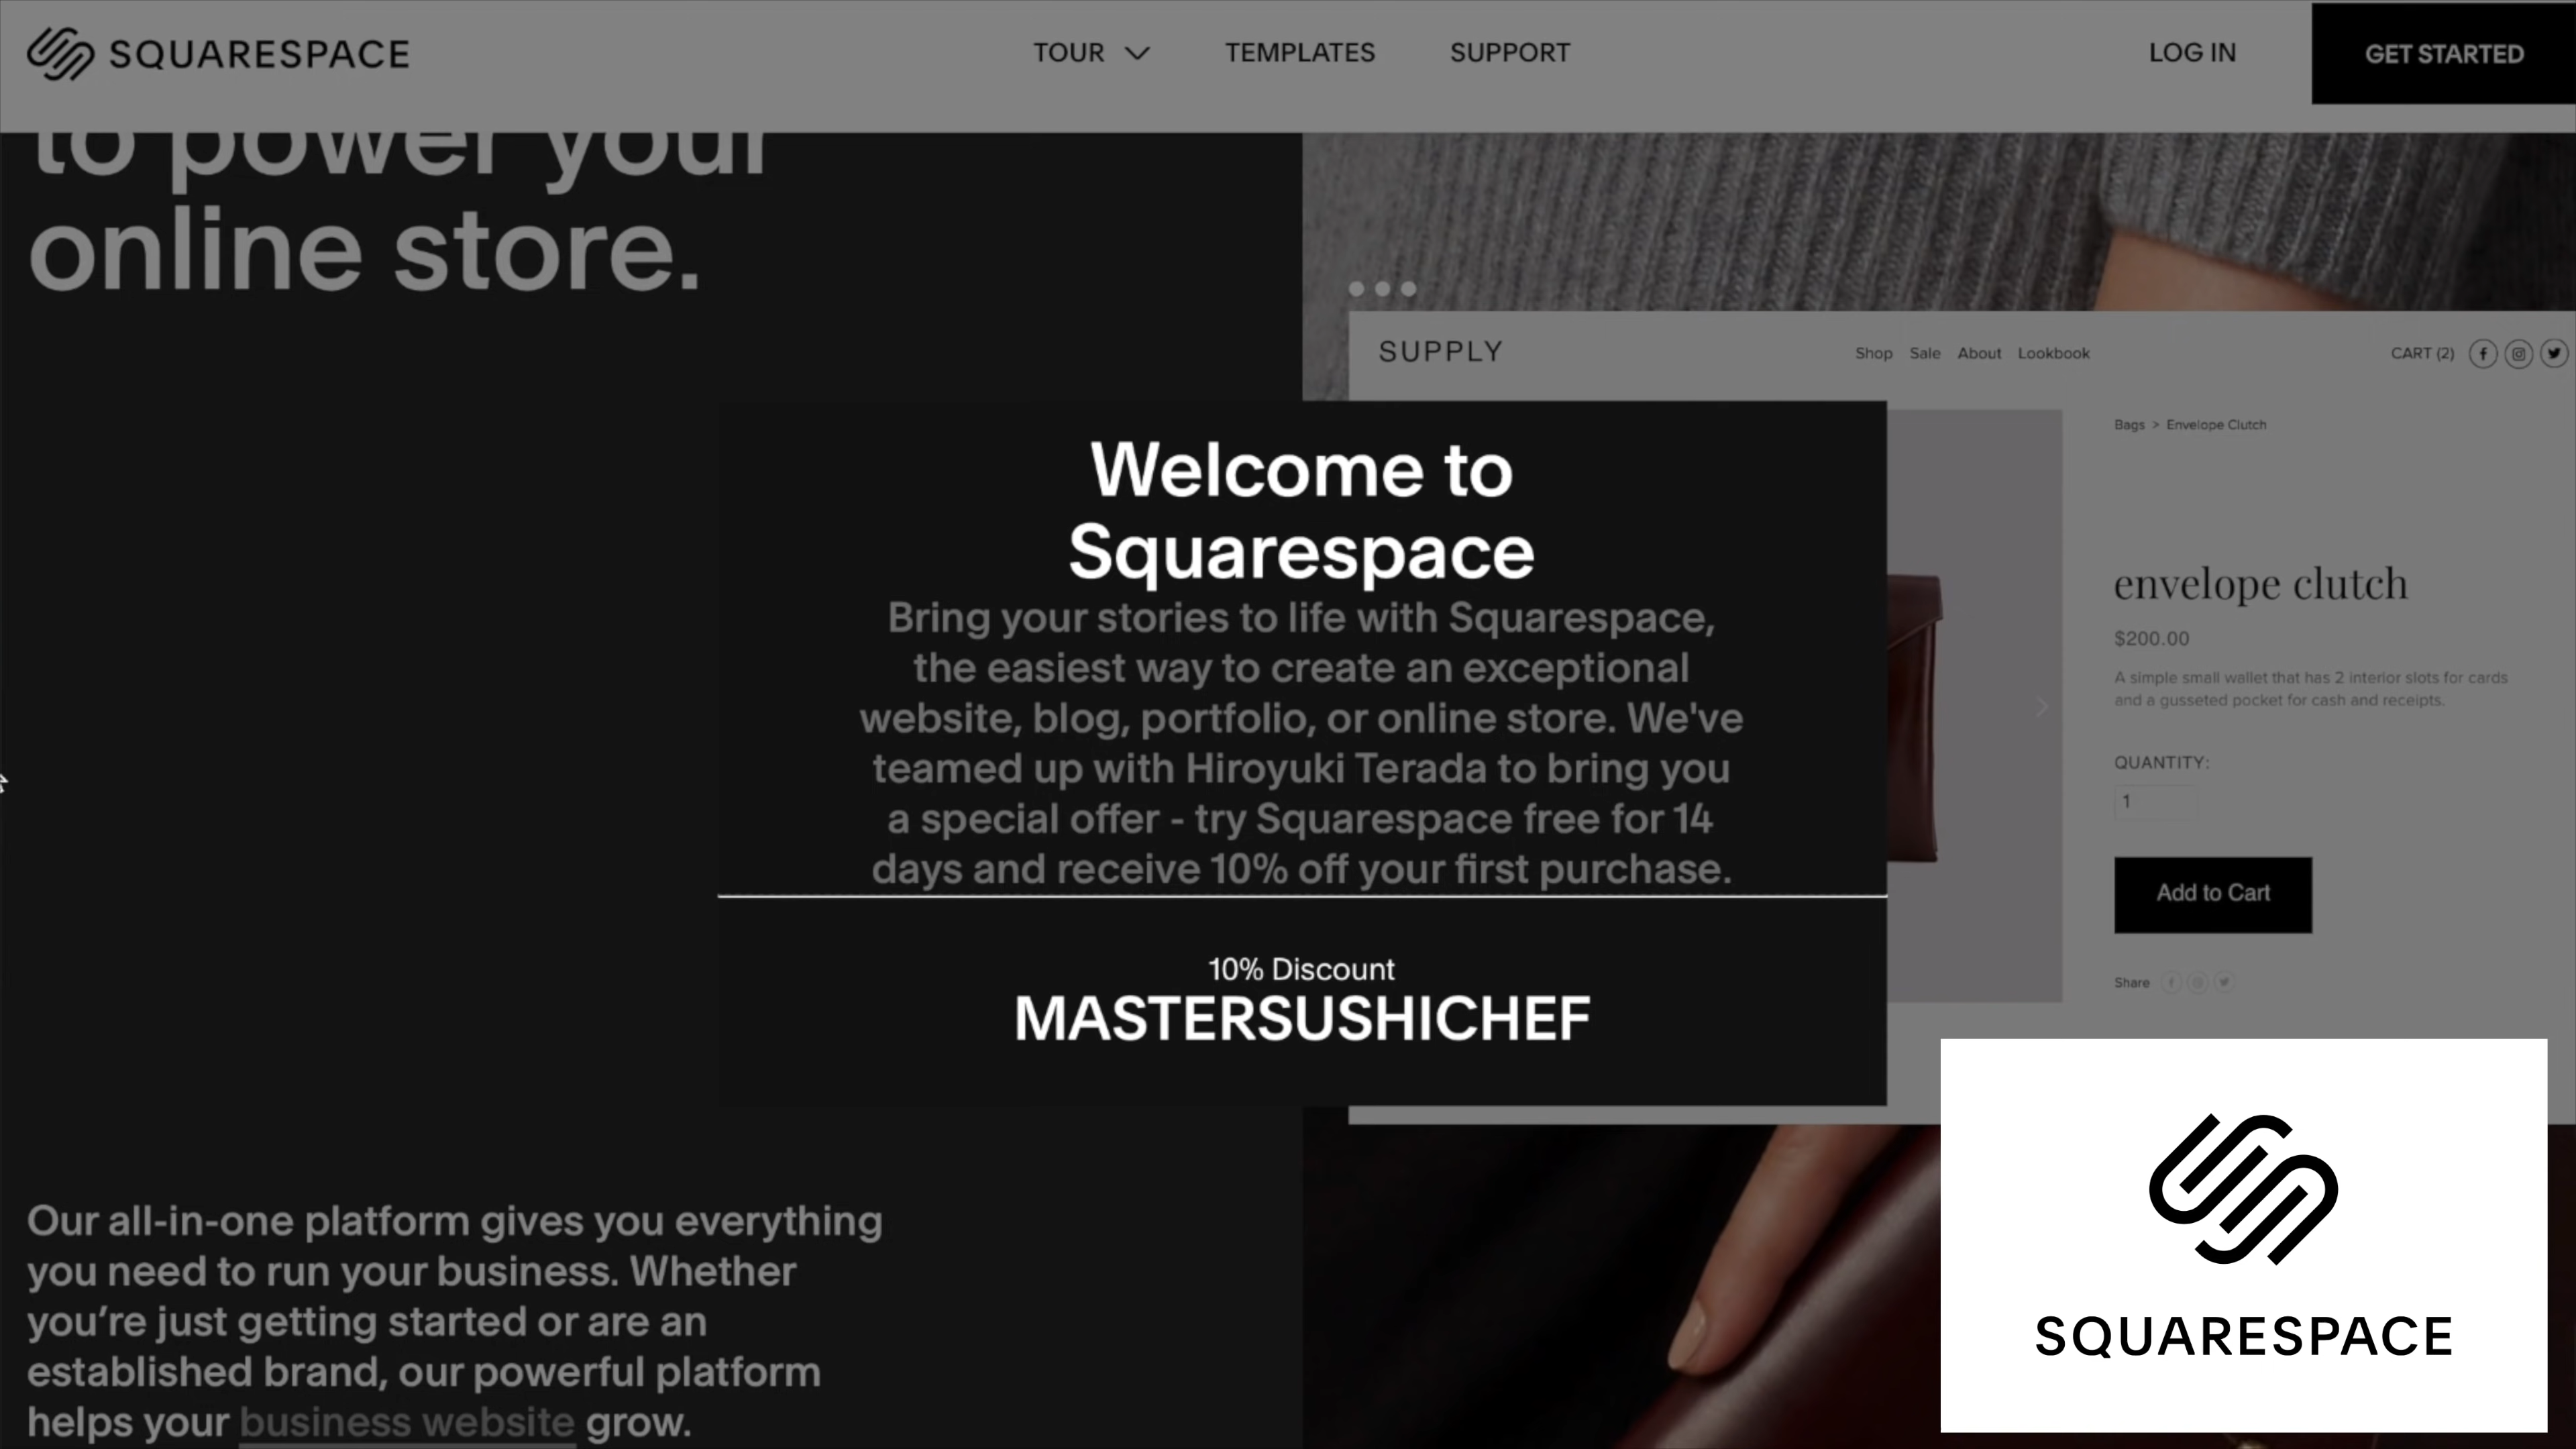 SQUARESPACE
TOUR
TEMPLATES
SUPPORT
LOG IN
GET STARTED
to power your
online store.
SUPPLY
Shop
Sale
About
Lookbook
CART (2)
Bags > Envelope Clutch
envelope clutch
$200.00
A simple small wallet that has 2 interior slots for cards
and a gusseted pocket for cash and receipts.
QUANTITY:
1
Add to Cart
Share
Welcome to
Squarespace
Bring your stories to life with Squarespace,
the easiest way to create an exceptional
website, blog, portfolio, or online store. We've
teamed up with Hiroyuki Terada to bring you
a special offer - try Squarespace free for 14
days and receive 10% off your first purchase.
10% Discount
MASTERSUSHICHEF
Our all-in-one platform gives you everything
you need to run your business. Whether
you’re just getting started or are an
established brand, our powerful platform
helps your business website grow.
SQUARESPACE